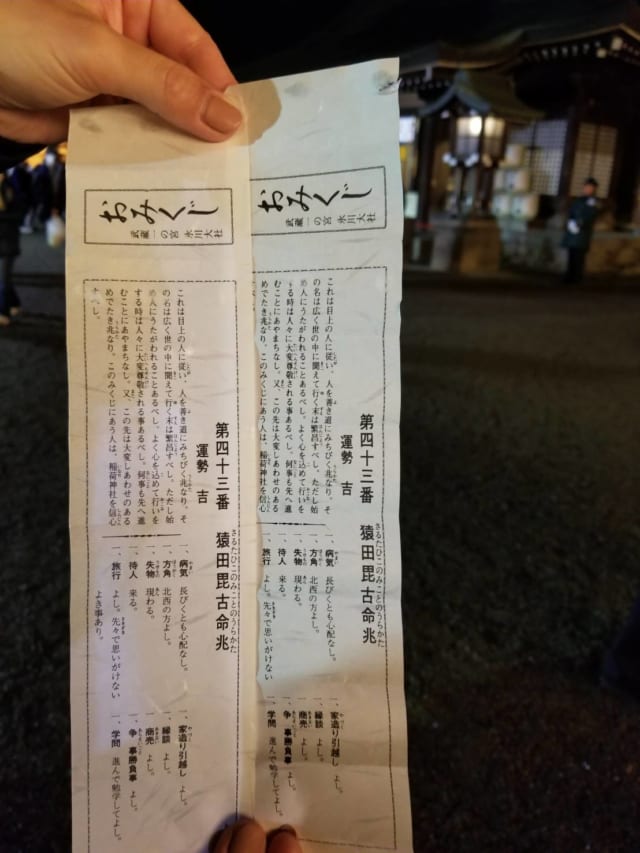 おみくじ
武蔵一の宮 氷川大社
第四十三番 猿田毘古命兆
さるたひこのみことのうらかた
運勢 吉
これは目上の人に従い、人を善き道にみちびく兆なり、そ
の名は広く世の中に聞えて行く末は繁昌すべし、ただし始
め人にうたがわれることあるべし、よく心を込めて行いを
する時は人々に大変尊敬される事あるべし。何事も先へ進
むことにあやまちなし。又、この先は大変しあわせのある
めでたき兆なり、このみくじにあう人は、稲荷神社を信心
一、病気 長びくとも心配なし。
一、方角 北西の方よし。
一、失物 現わる。
一、待人 来る。
一、旅行 よし。先々で思いがけない
一、家造り引越し よし。
一、縁談 よし。
一、商売 よし。
一、争事勝負事 よし。
一、学問 進んで勉学してよし。
おみくじ
武蔵一の宮 氷川大社
第四十三番 猿田毘古命兆
さるたひこのみことのうらかた
運勢 吉
これは目上の人に従い、人を善き道にみちびく兆なり、そ
の名は広く世の中に聞えて行く末は繁昌すべし、ただし始
め人にうたがわれることあるべし、よく心を込めて行いを
する時は人々に大変尊敬される事あるべし。何事も先へ進
むことにあやまちなし。又、この先は大変しあわせのある
めでたき兆なり、このみくじにあう人は、稲荷神社を信心
すべし。
一、病気 長びくとも心配なし。
一、方角 北西の方よし。
一、失物 現わる。
一、待人 来る。
一、旅行 よし。先々で思いがけない
よき事あり。
一、家造り引越し よし。
一、縁談 よし。
一、商売 よし。
一、争事勝負事 よし。
一、学問 進んで勉学してよし。